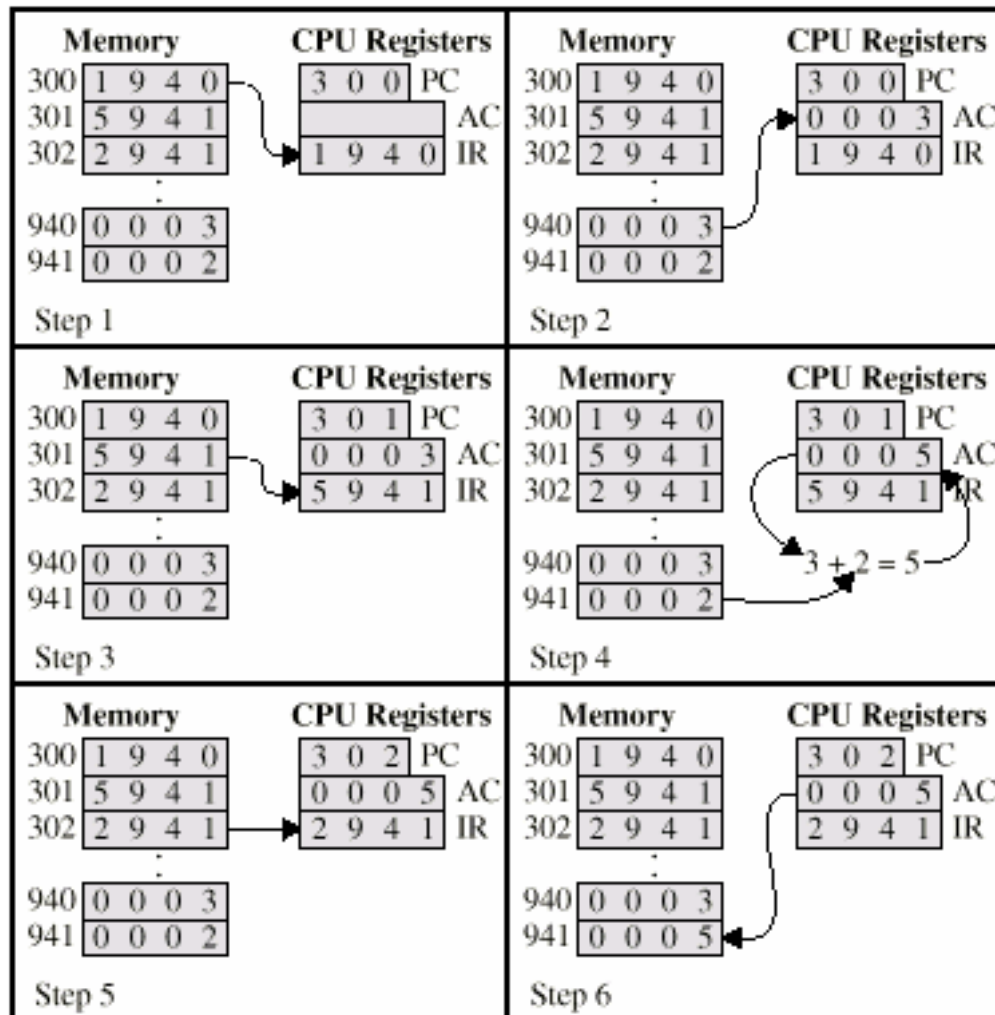 Memory CPU Registers
300 1 9 4 0 3 0 0 PC
301 5 9 4 1 AC
302 2 9 4 1 1 9 4 0 IR
:
940 0 0 0 3
941 0 0 0 2
Step 1
Memory CPU Registers
300 1 9 4 0 3 0 0 PC
301 5 9 4 1 0 0 0 3 AC
302 2 9 4 1 1 9 4 0 IR
:
940 0 0 0 3
941 0 0 0 2
Step 2
Memory CPU Registers
300 1 9 4 0 3 0 1 PC
301 5 9 4 1 0 0 0 3 AC
302 2 9 4 1 5 9 4 1 IR
:
940 0 0 0 3
941 0 0 0 2
Step 3
Memory CPU Registers
300 1 9 4 0 3 0 1 PC
301 5 9 4 1 0 0 0 5 AC
302 2 9 4 1 5 9 4 1 IR
:
940 0 0 0 3 3 + 2 = 5
941 0 0 0 2
Step 4
Memory CPU Registers
300 1 9 4 0 3 0 2 PC
301 5 9 4 1 0 0 0 5 AC
302 2 9 4 1 2 9 4 1 IR
:
940 0 0 0 3
941 0 0 0 2
Step 5
Memory CPU Registers
300 1 9 4 0 3 0 2 PC
301 5 9 4 1 0 0 0 5 AC
302 2 9 4 1 2 9 4 1 IR
:
940 0 0 0 3
941 0 0 0 5
Step 6